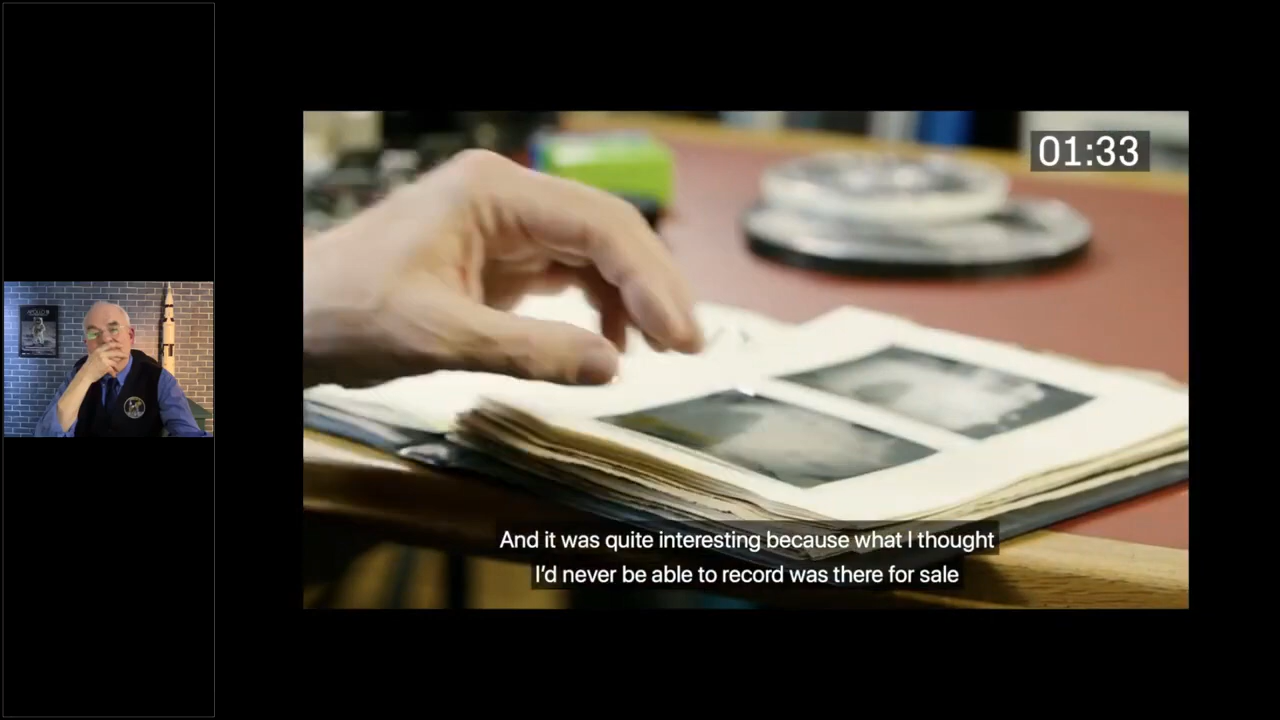 01:33
And it was quite interesting because what I thought
I'd never be able to record was there for sale